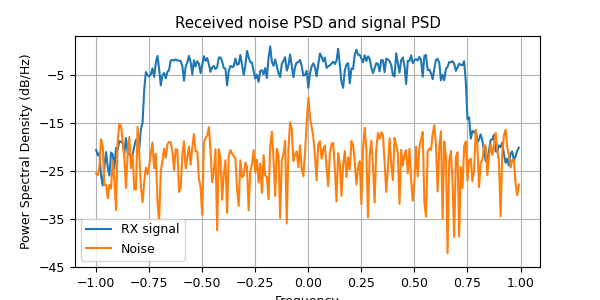 Received noise PSD and signal PSD
Power Spectral Density (dB/Hz)
−5
−15
−25
−35
−45
RX signal
Noise
−1.00 −0.75 −0.50 −0.25 0.00 0.25 0.50 0.75 1.00
Frequency